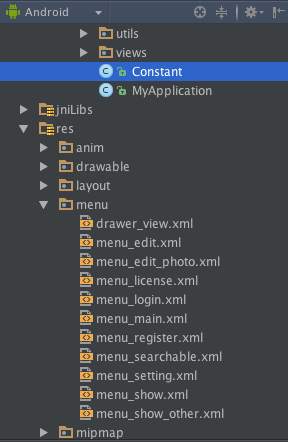 Android
utils
views
Constant
MyApplication
jniLibs
res
anim
drawable
layout
menu
drawer_view.xml
menu_edit.xml
menu_edit_photo.xml
menu_license.xml
menu_login.xml
menu_main.xml
menu_register.xml
menu_searchable.xml
menu_setting.xml
menu_show.xml
menu_show_other.xml
mipmap